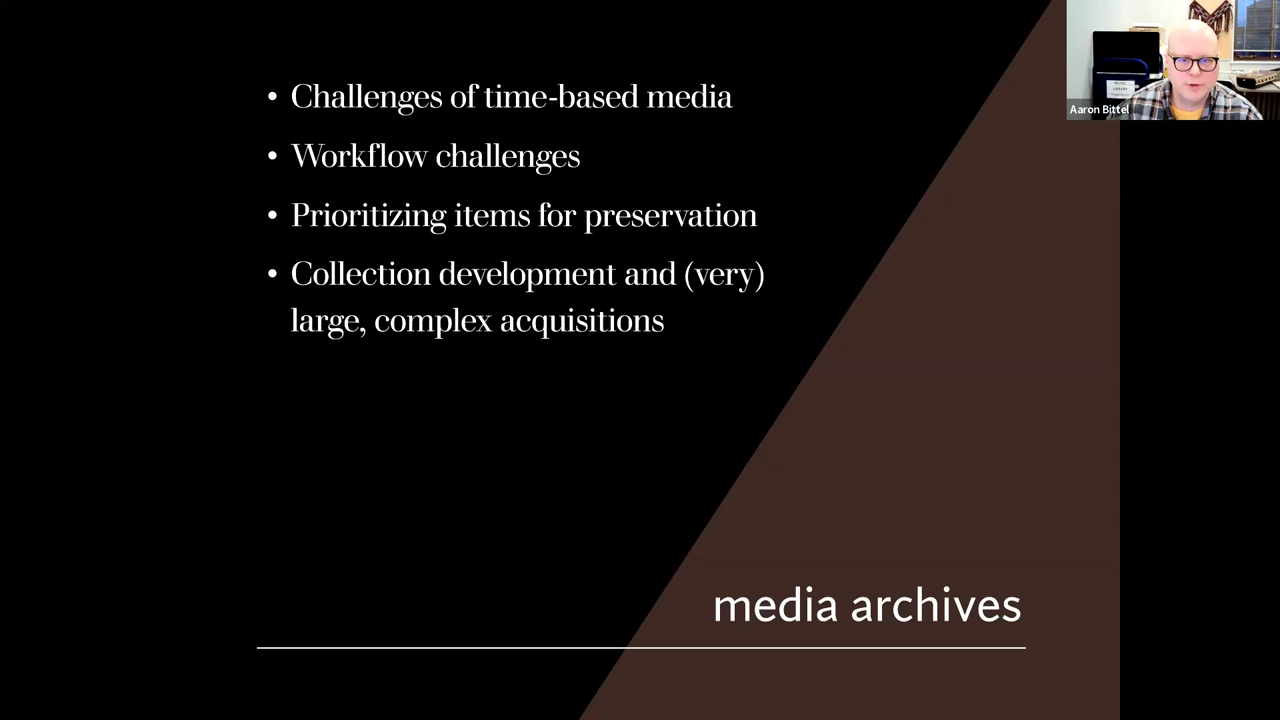 • Challenges of time-based media
• Workflow challenges
• Prioritizing items for preservation
• Collection development and (very)
large, complex acquisitions
media archives
Aaron Bittel